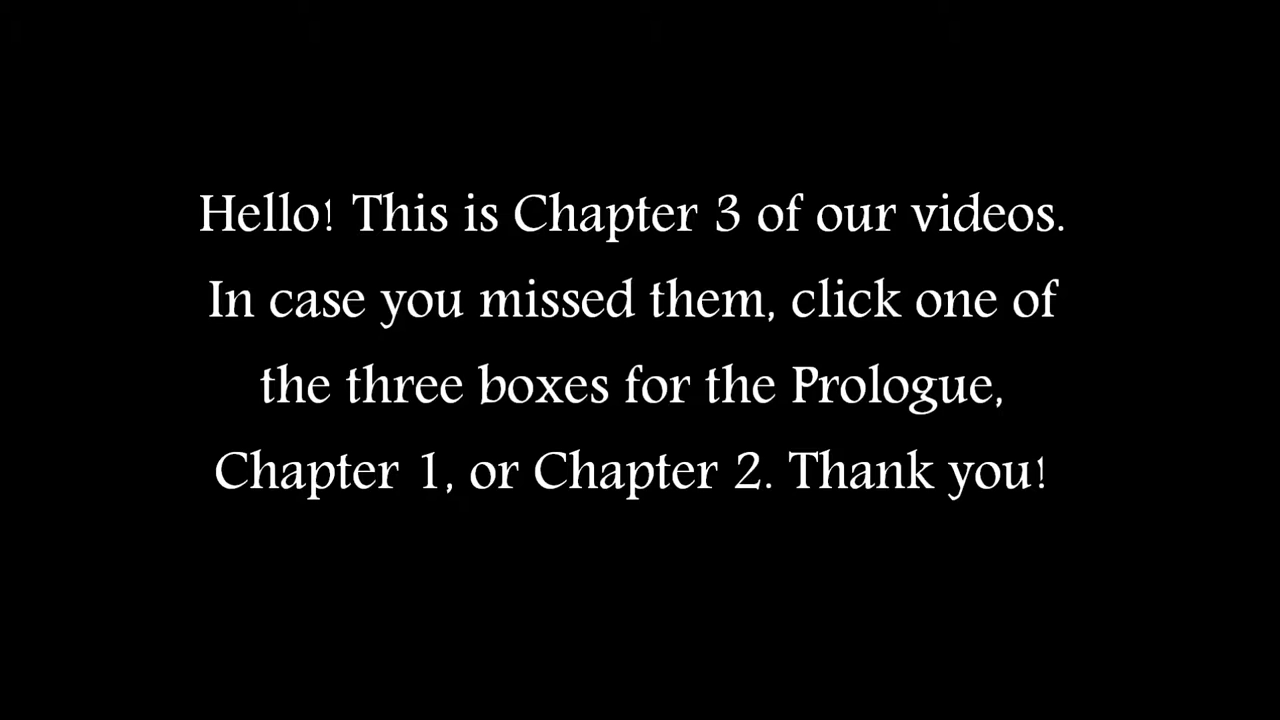 Hello! This is Chapter 3 of our videos.
In case you missed them, click one of
the three boxes for the Prologue,
Chapter 1, or Chapter 2. Thank you!